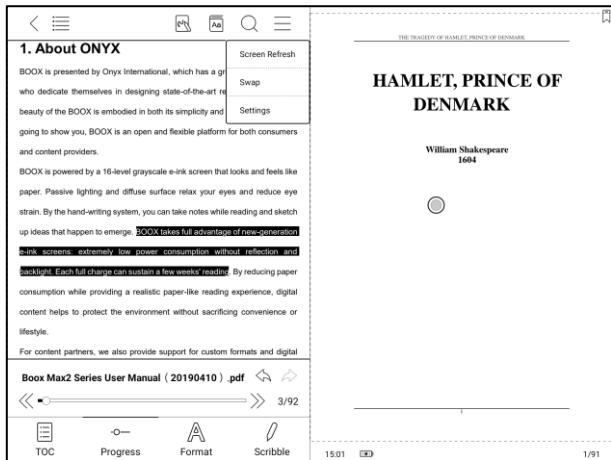 Aa
1. About ONYX
Screen Refresh
Swap
Settings
BOOX is presented by Onyx International, which has a gr
who dedicate themselves in designing state-of-the-art re
beauty of the BOOX is embodied in both its simplicity and
going to show you, BOOX is an open and flexible platform for both consumers
and content providers.
BOOX is powered by a 16-level grayscale e-ink screen that looks and feels like
paper. Passive lighting and diffuse surface relax your eyes and reduce eye
strain. By the hand-writing system, you can take notes while reading and sketch
up ideas that happen to emerge. BOOX takes full advantage of new-generation
e-ink screens: extremely low power consumption without reflection and
backlight. Each full charge can sustain a few weeks' reading. By reducing paper
consumption while providing a realistic paper-like reading experience, digital
content helps to protect the environment without sacrificing convenience or
lifestyle.
For content partners, we also provide support for custom formats and digital
Boox Max2 Series User Manual（20190410）.pdf
3/92
TOC
Progress
Format
Scribble
THE TRAGEDY OF HAMLET, PRINCE OF DENMARK
HAMLET, PRINCE OF
DENMARK
William Shakespeare
1604
1
15:01
1/91